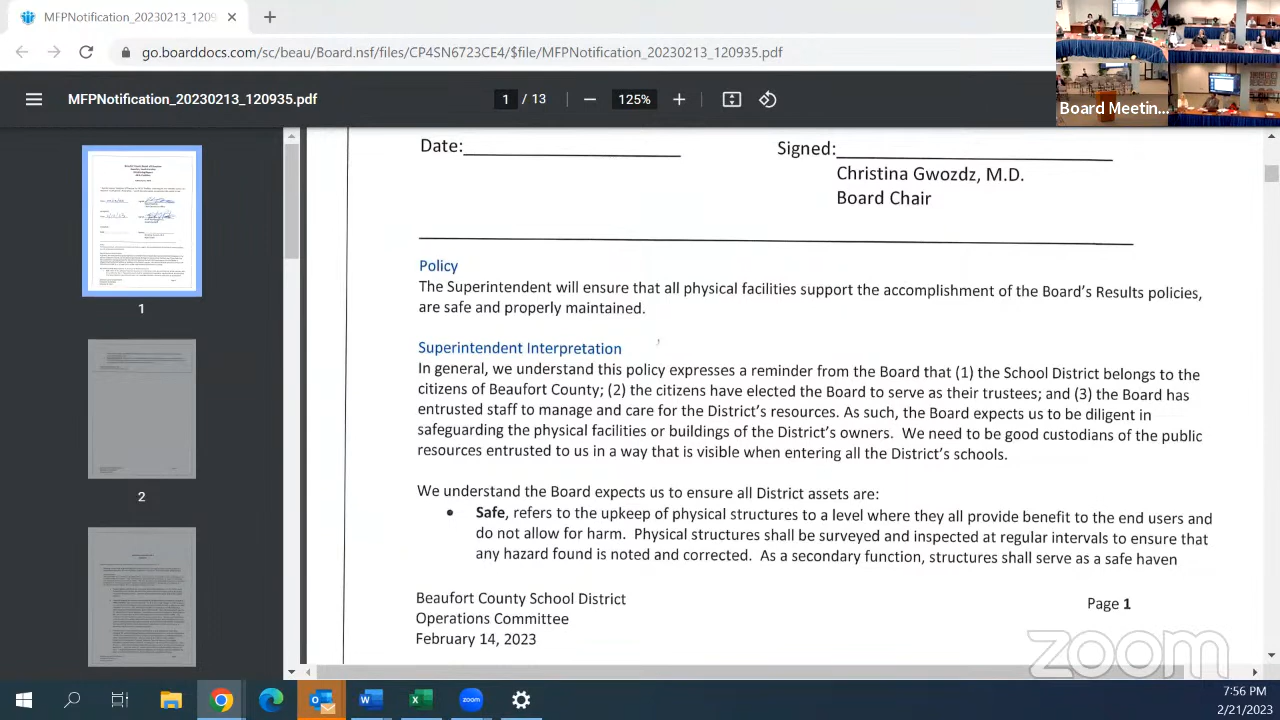 MFPNotification_20230213_1209
go.boarddocs.com/sc/beau/Board.nsf/files/CP4SN5723C
MFPNotification_20230213_120935.pdf
MFPNotification_20230213_120935.pdf
/ 13
125%
Board Meetin...
Date:
Signed:
Christina Gwozdz, M.D.
Board Chair
Policy
The Superintendent will ensure that all physical facilities support the accomplishment of the Board's Results policies,
are safe and properly maintained.
Superintendent Interpretation
In general, we understand this policy expresses a reminder from the Board that (1) the School District belongs to the
citizens of Beaufort County; (2) the citizens have elected the Board to serve as their trustees; and (3) the Board has
hired staff to manage and care for the District's resources. As such, the Board expects us to be diligent in
safeguarding the physical facilities or buildings of the District's owners. We need to be good custodians of the public
resources entrusted to us in a way that is visible when entering all the District's schools.
We understand the Board expects us to ensure all District assets are:
• Safe, refers to the upkeep of physical structures to a level where they all provide benefit to the end users and
do not allow for harm. Physical structures shall be surveyed and inspected at regular intervals to ensure that
any hazard found is noted and corrected. As a secondary function, structures shall serve as a safe haven
Beaufort County School District
Operations Committee
February 14, 2023
Page 1
1
2
zoom
zoom
7:56 PM
2/21/2023